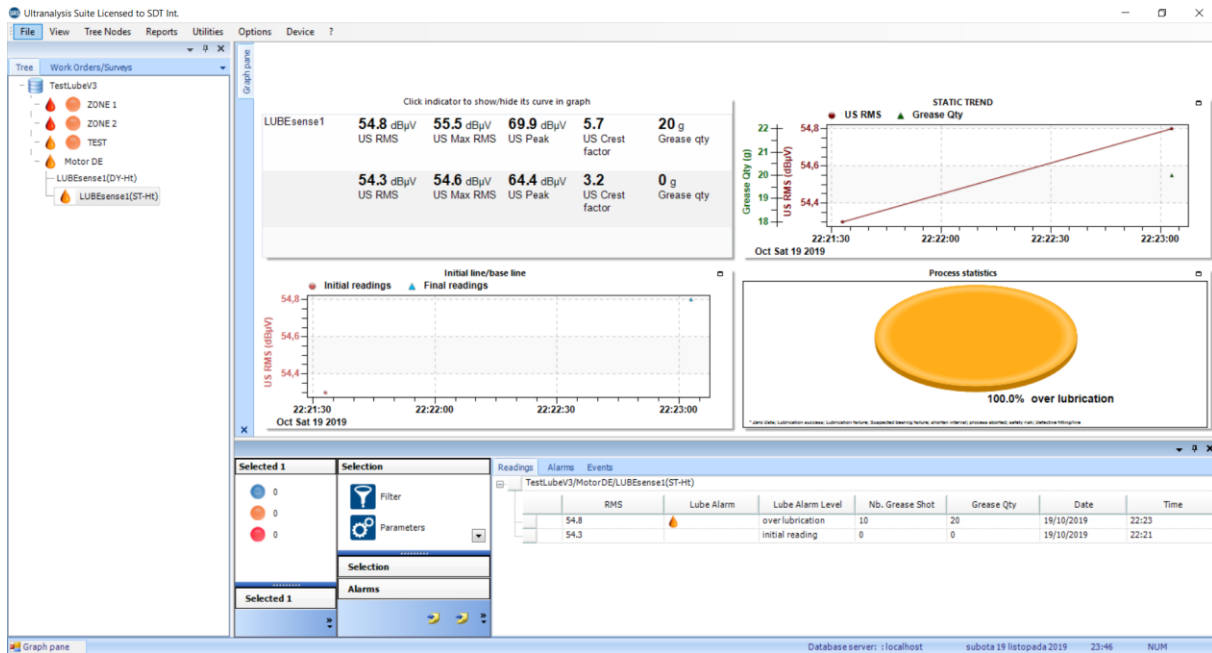 Ultranalysis Suite Licensed to SDT Int.
File View Tree Nodes Reports Utilities Options Device ?
Tree Work Orders/Surveys
TestLubeV3
ZONE 1
ZONE 2
TEST
Motor DE
LUBEsense1(DY-Ht)
LUBEsense1(ST-Ht)
Graph pane
Click indicator to show/hide its curve in graph
LUBEsense1 54.8 dBµV 55.5 dBµV 69.9 dBµV 5.7 20 g
US RMS US Max RMS US Peak US Crest factor Grease qty
54.3 dBµV 54.6 dBµV 64.4 dBµV 3.2 0 g
US RMS US Max RMS US Peak US Crest factor Grease qty
STATIC TREND
US RMS Grease Qty
Grease Qty (g)
22
21
20
19
18
US RMS (dBµV)
54,8
54,6
54,4
22:21:30 22:22:00 22:22:30 22:23:00
Oct Sat 19 2019
Initial line/base line
Initial readings Final readings
US RMS (dBµV)
54,8
54,6
54,4
22:21:30 22:22:00 22:22:30 22:23:00
Oct Sat 19 2019
Process statistics
100.0% over lubrication
Selected 1
0
0
0
Selected 1
Selection
Filter
Parameters
Selection
Alarms
Readings Alarms Events
TestLubeV3/MotorDE/LUBEsense1(ST-Ht)
RMS Lube Alarm Lube Alarm Level Nb. Grease Shot Grease Qty Date Time
54.8 over lubrication 10 20 19/10/2019 22:23
54.3 initial reading 0 0 19/10/2019 22:21
Graph pane Database server: : localhost subota 19 listopada 2019 23:46 NUM